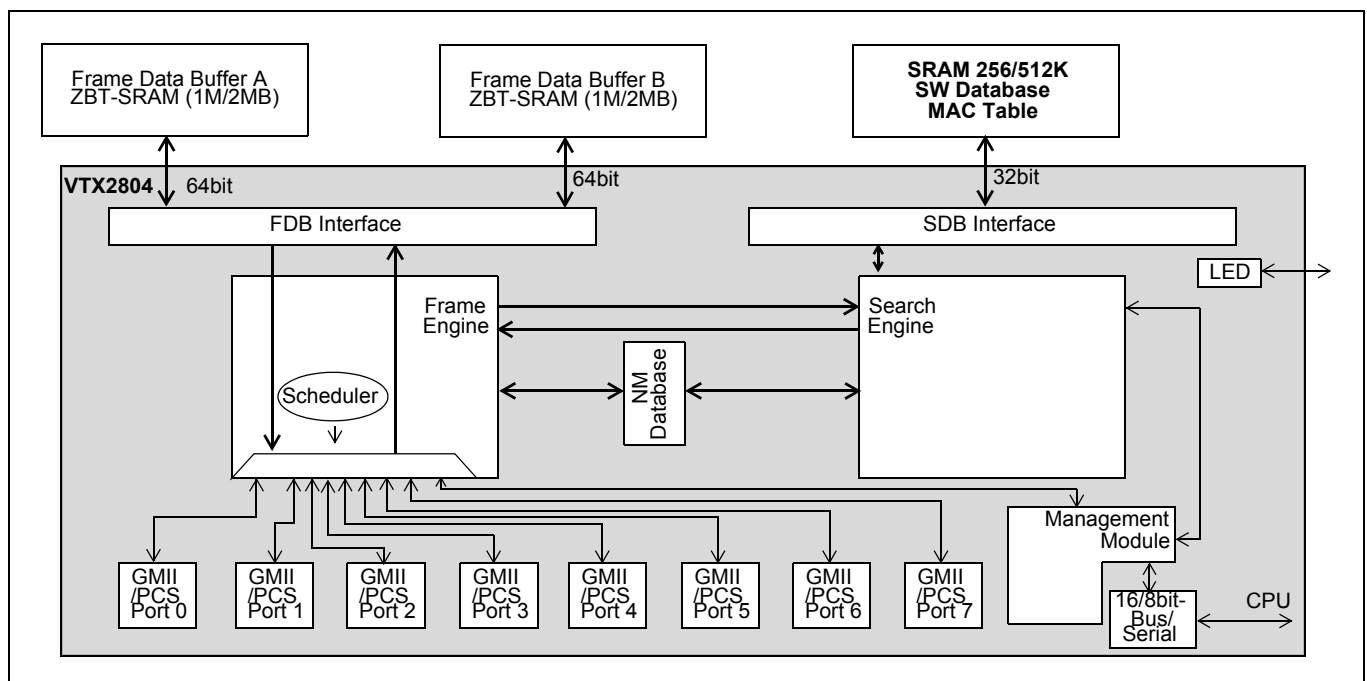 Frame Data Buffer A
ZBT-SRAM (1M/2MB)
Frame Data Buffer B
ZBT-SRAM (1M/2MB)
SRAM 256/512K
SW Database
MAC Table
VTX2804
64bit
64bit
32bit
FDB Interface
SDB Interface
LED
Frame
Engine
Search
Engine
NM
Database
Scheduler
Management
Module
GMII
/PCS
Port 0
GMII
/PCS
Port 1
GMII
/PCS
Port 2
GMII
/PCS
Port 3
GMII
/PCS
Port 4
GMII
/PCS
Port 5
GMII
/PCS
Port 6
GMII
/PCS
Port 7
16/8bit-
Bus/
Serial
CPU